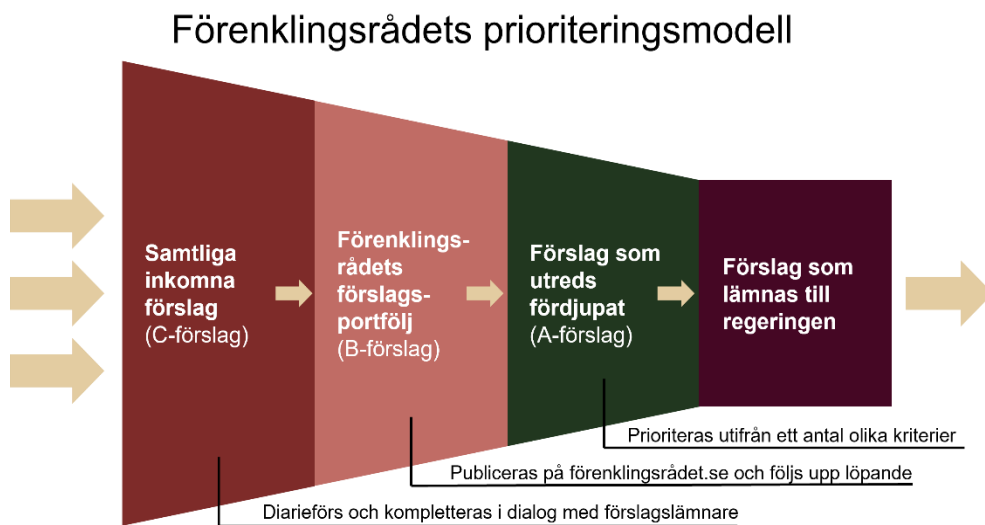 Förenklingsrådets prioriteringsmodell
Samtliga
inkomna
förslag
(C-förslag)
Förenklings-
rådets
förslags-
portfölj
(B-förslag)
Förslag som
utreds
fördjupat
(A-förslag)
Förslag som
lämnas till
regeringen
Prioriteras utifrån ett antal olika kriterier
Publiceras på förenklingsrådet.se och följs upp löpande
Diarieförs och kompletteras i dialog med förslagslämnare